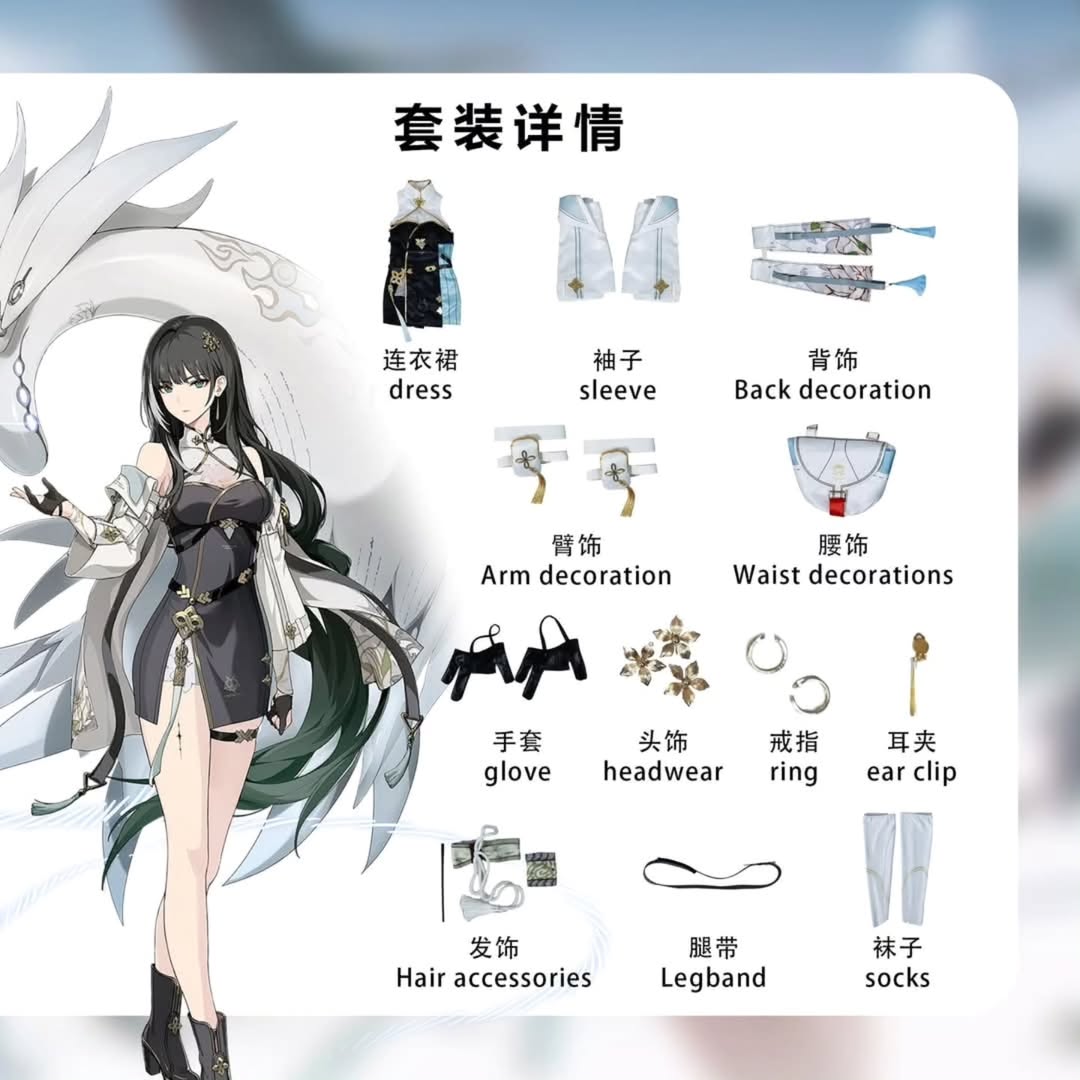 套装详情
连衣裙
dress
袖子
sleeve
背饰
Back decoration
臂饰
Arm decoration
腰饰
Waist decorations
手套
glove
头饰
headwear
戒指
ring
耳夹
ear clip
发饰
Hair accessories
腿带
Legband
袜子
socks